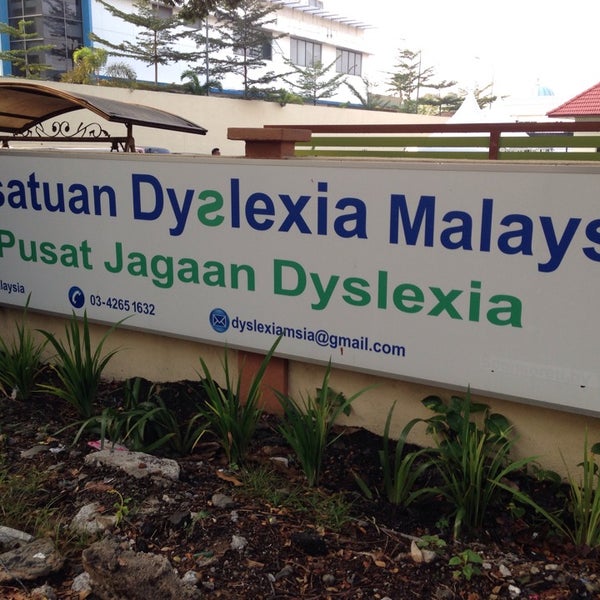 satuan Dyslexia Malays
Pusat Jagaan Dyslexia
laysia 03-4265 1632 dyslexiamsia@gmail.com